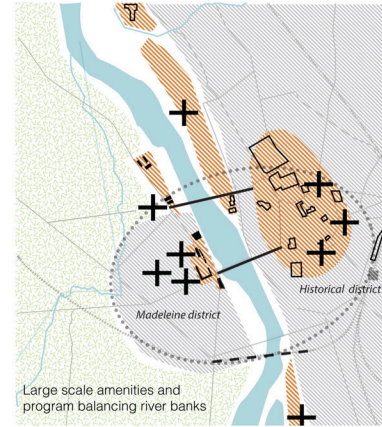 Historical district
Madeleine district
Large scale amenities and
program balancing river banks